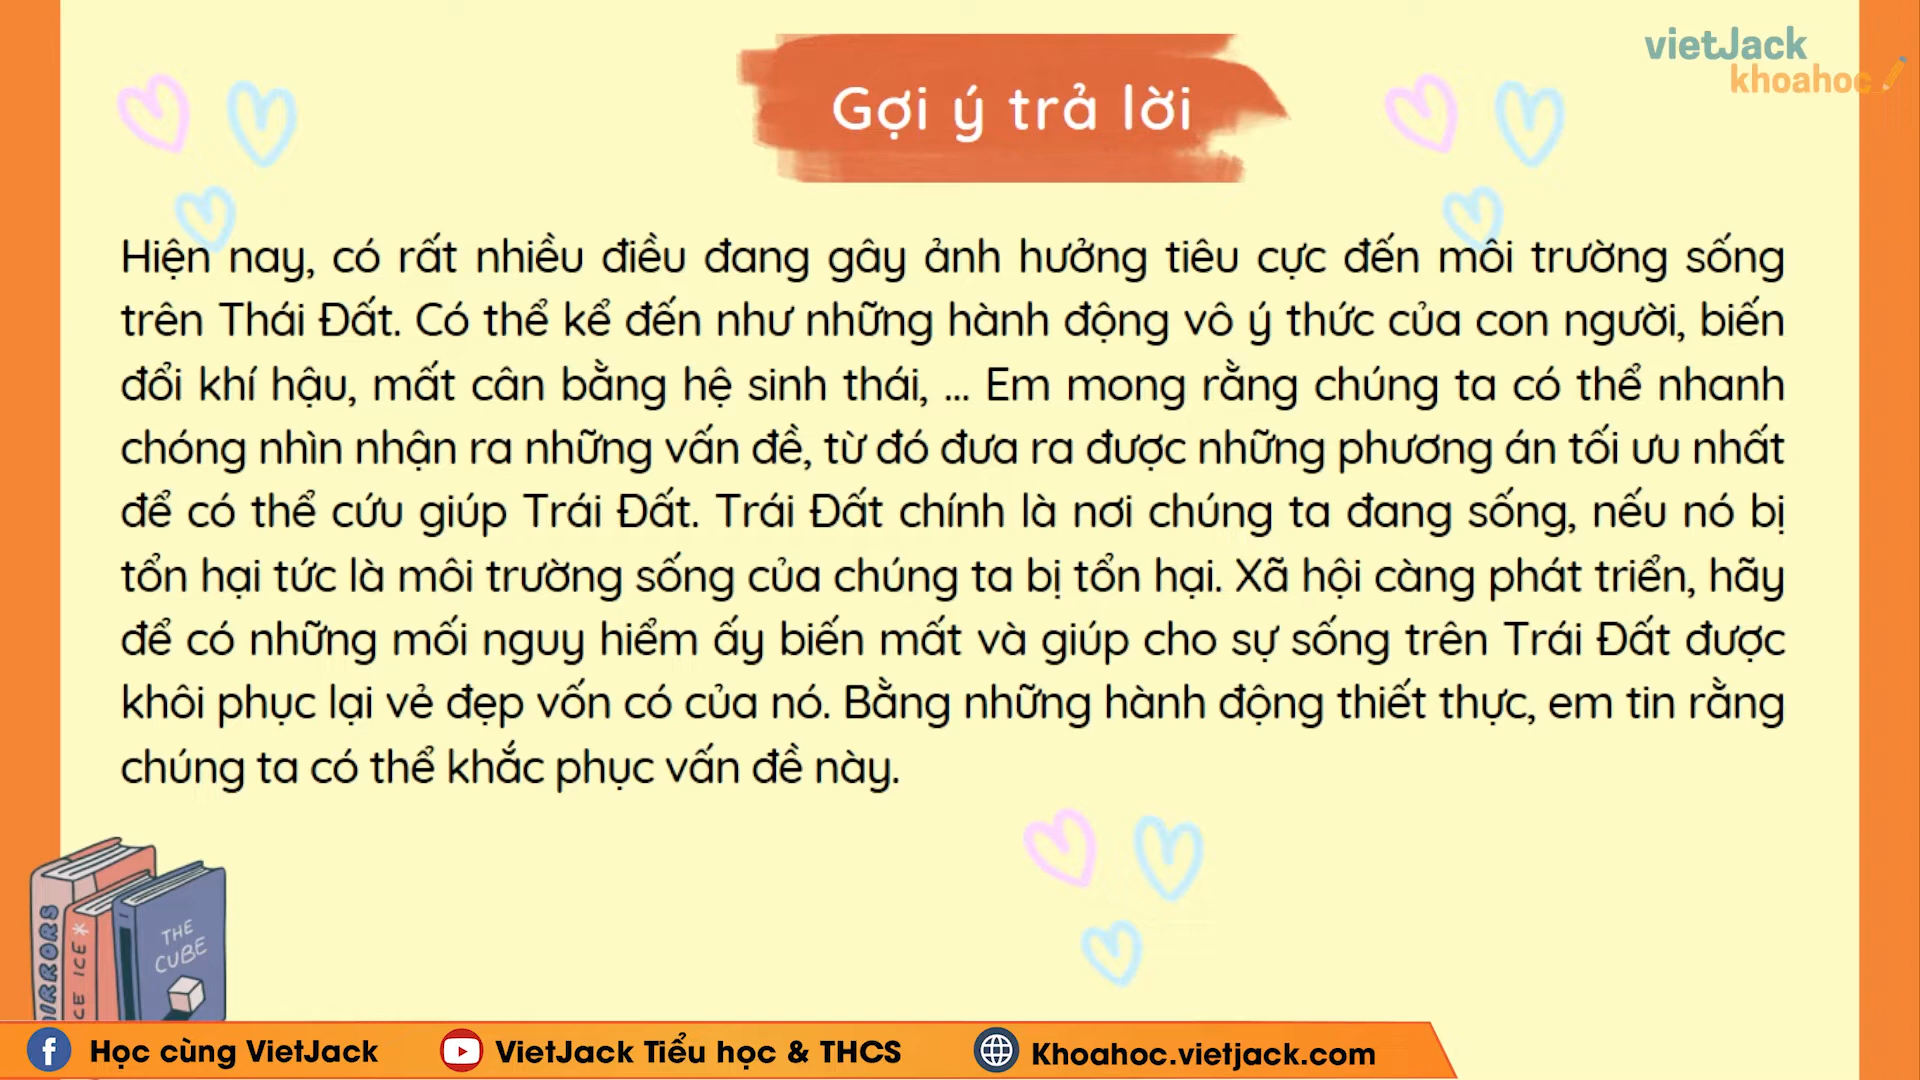 vietJack
khoahoc
Gợi ý trả lời
Hiện nay, có rất nhiều điều đang gây ảnh hưởng tiêu cực đến môi trường sống
trên Thái Đất. Có thể kể đến như những hành động vô ý thức của con người, biến
đổi khí hậu, mất cân bằng hệ sinh thái, ... Em mong rằng chúng ta có thể nhanh
chóng nhìn nhận ra những vấn đề, từ đó đưa ra được những phương án tối ưu nhất
để có thể cứu giúp Trái Đất. Trái Đất chính là nơi chúng ta đang sống, nếu nó bị
tổn hại tức là môi trường sống của chúng ta bị tổn hại. Xã hội càng phát triển, hãy
để có những mối nguy hiểm ấy biến mất và giúp cho sự sống trên Trái Đất được
khôi phục lại vẻ đẹp vốn có của nó. Bằng những hành động thiết thực, em tin rằng
chúng ta có thể khắc phục vấn đề này.
MIRRORS
CE ICE
THE
CUBE
Học cùng VietJack
VietJack Tiểu học & THCS
Khoahoc.vietjack.com